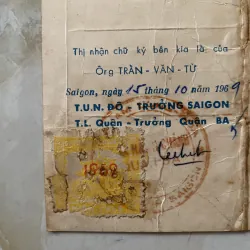 Thị nhận chữ ký bên kia là của
Ông TRẦN - VĂN - TỪ
Saigon, ngày 15 tháng 10 năm 1969
T.U.N. ĐÔ - TRƯỞNG SAIGON
T.L. Quên - Trưởng Quận BA